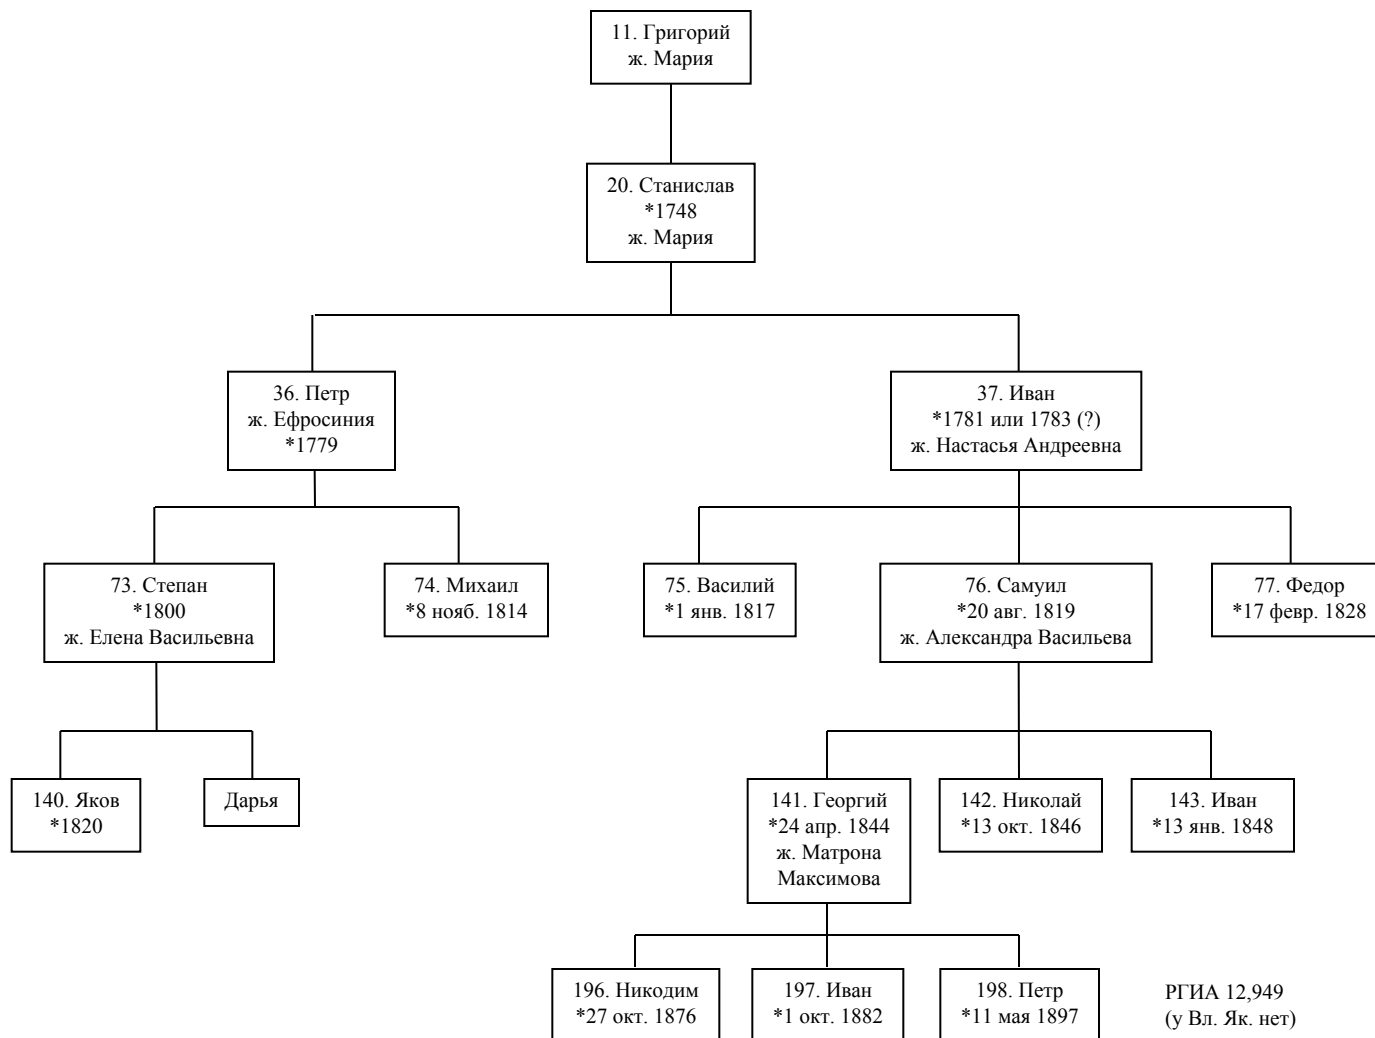 11. Григорий
ж. Мария
20. Станислав
*1748
ж. Мария
36. Петр
ж. Ефросиния
*1779
37. Иван
*1781 или 1783 (?)
ж. Настасья Андреевна
73. Степан
*1800
ж. Елена Васильевна
74. Михаил
*8 нояб. 1814
75. Василий
*1 янв. 1817
76. Самуил
*20 авг. 1819
ж. Александра Васильева
77. Федор
*17 февр. 1828
140. Яков
*1820
Дарья
141. Георгий
*24 апр. 1844
ж. Матрона
Максимова
142. Николай
*13 окт. 1846
143. Иван
*13 янв. 1848
196. Никодим
*27 окт. 1876
197. Иван
*1 окт. 1882
198. Петр
*11 мая 1897
РГИА 12,949
(у Вл. Як. нет)